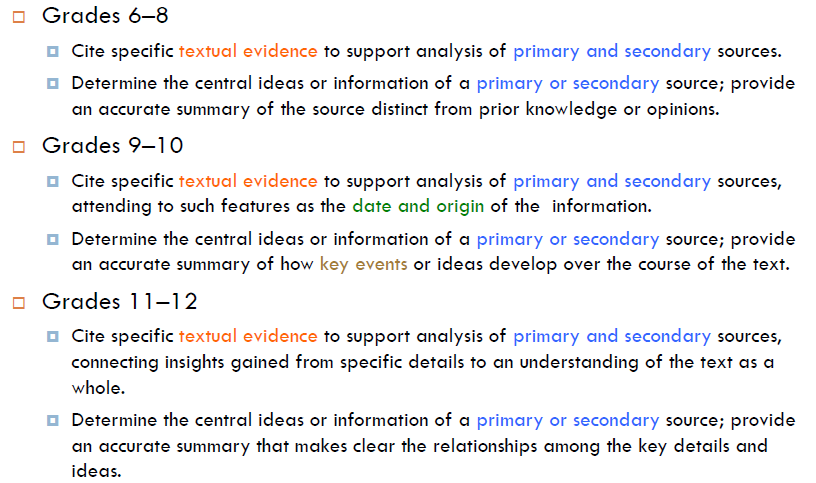 Grades 6–8
Cite specific textual evidence to support analysis of primary and secondary sources.
Determine the central ideas or information of a primary or secondary source; provide
an accurate summary of the source distinct from prior knowledge or opinions.
Grades 9–10
Cite specific textual evidence to support analysis of primary and secondary sources,
attending to such features as the date and origin of the  information.
Determine the central ideas or information of a primary or secondary source; provide
an accurate summary of how key events or ideas develop over the course of the text.
Grades 11–12
Cite specific textual evidence to support analysis of primary and secondary sources,
connecting insights gained from specific details to an understanding of the text as a
whole.
Determine the central ideas or information of a primary or secondary source; provide
an accurate summary that makes clear the relationships among the key details and
ideas.